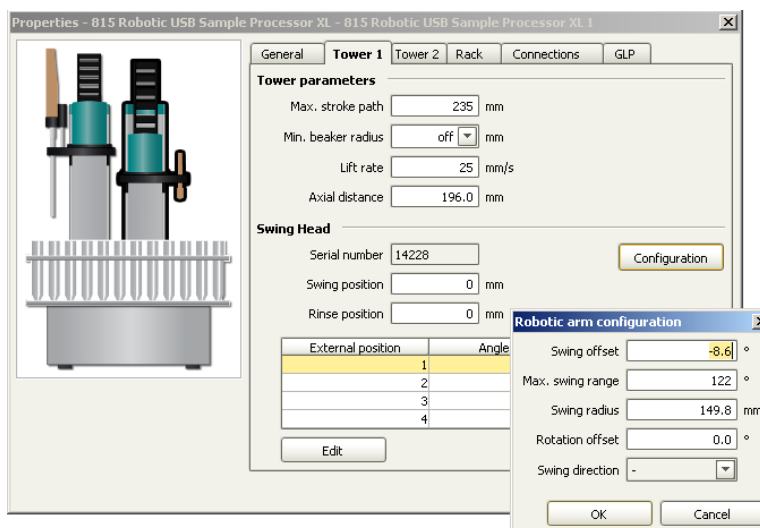 Properties - 815 Robotic USB Sample Processor XL - 815 Robotic USB Sample Processor XL 1
General Tower 1 Tower 2 Rack Connections GLP
Tower parameters
Max. stroke path 235 mm
Min. beaker radius off mm
Lift rate 25 mm/s
Axial distance 196.0 mm
Swing Head
Serial number 14228
Configuration
Swing position 0 mm
Rinse position 0 mm
External position Angle
1
2
3
4
Edit
Robotic arm configuration
Swing offset -8.6 °
Max. swing range 122 °
Swing radius 149.8 mm
Rotation offset 0.0 °
Swing direction -
OK Cancel